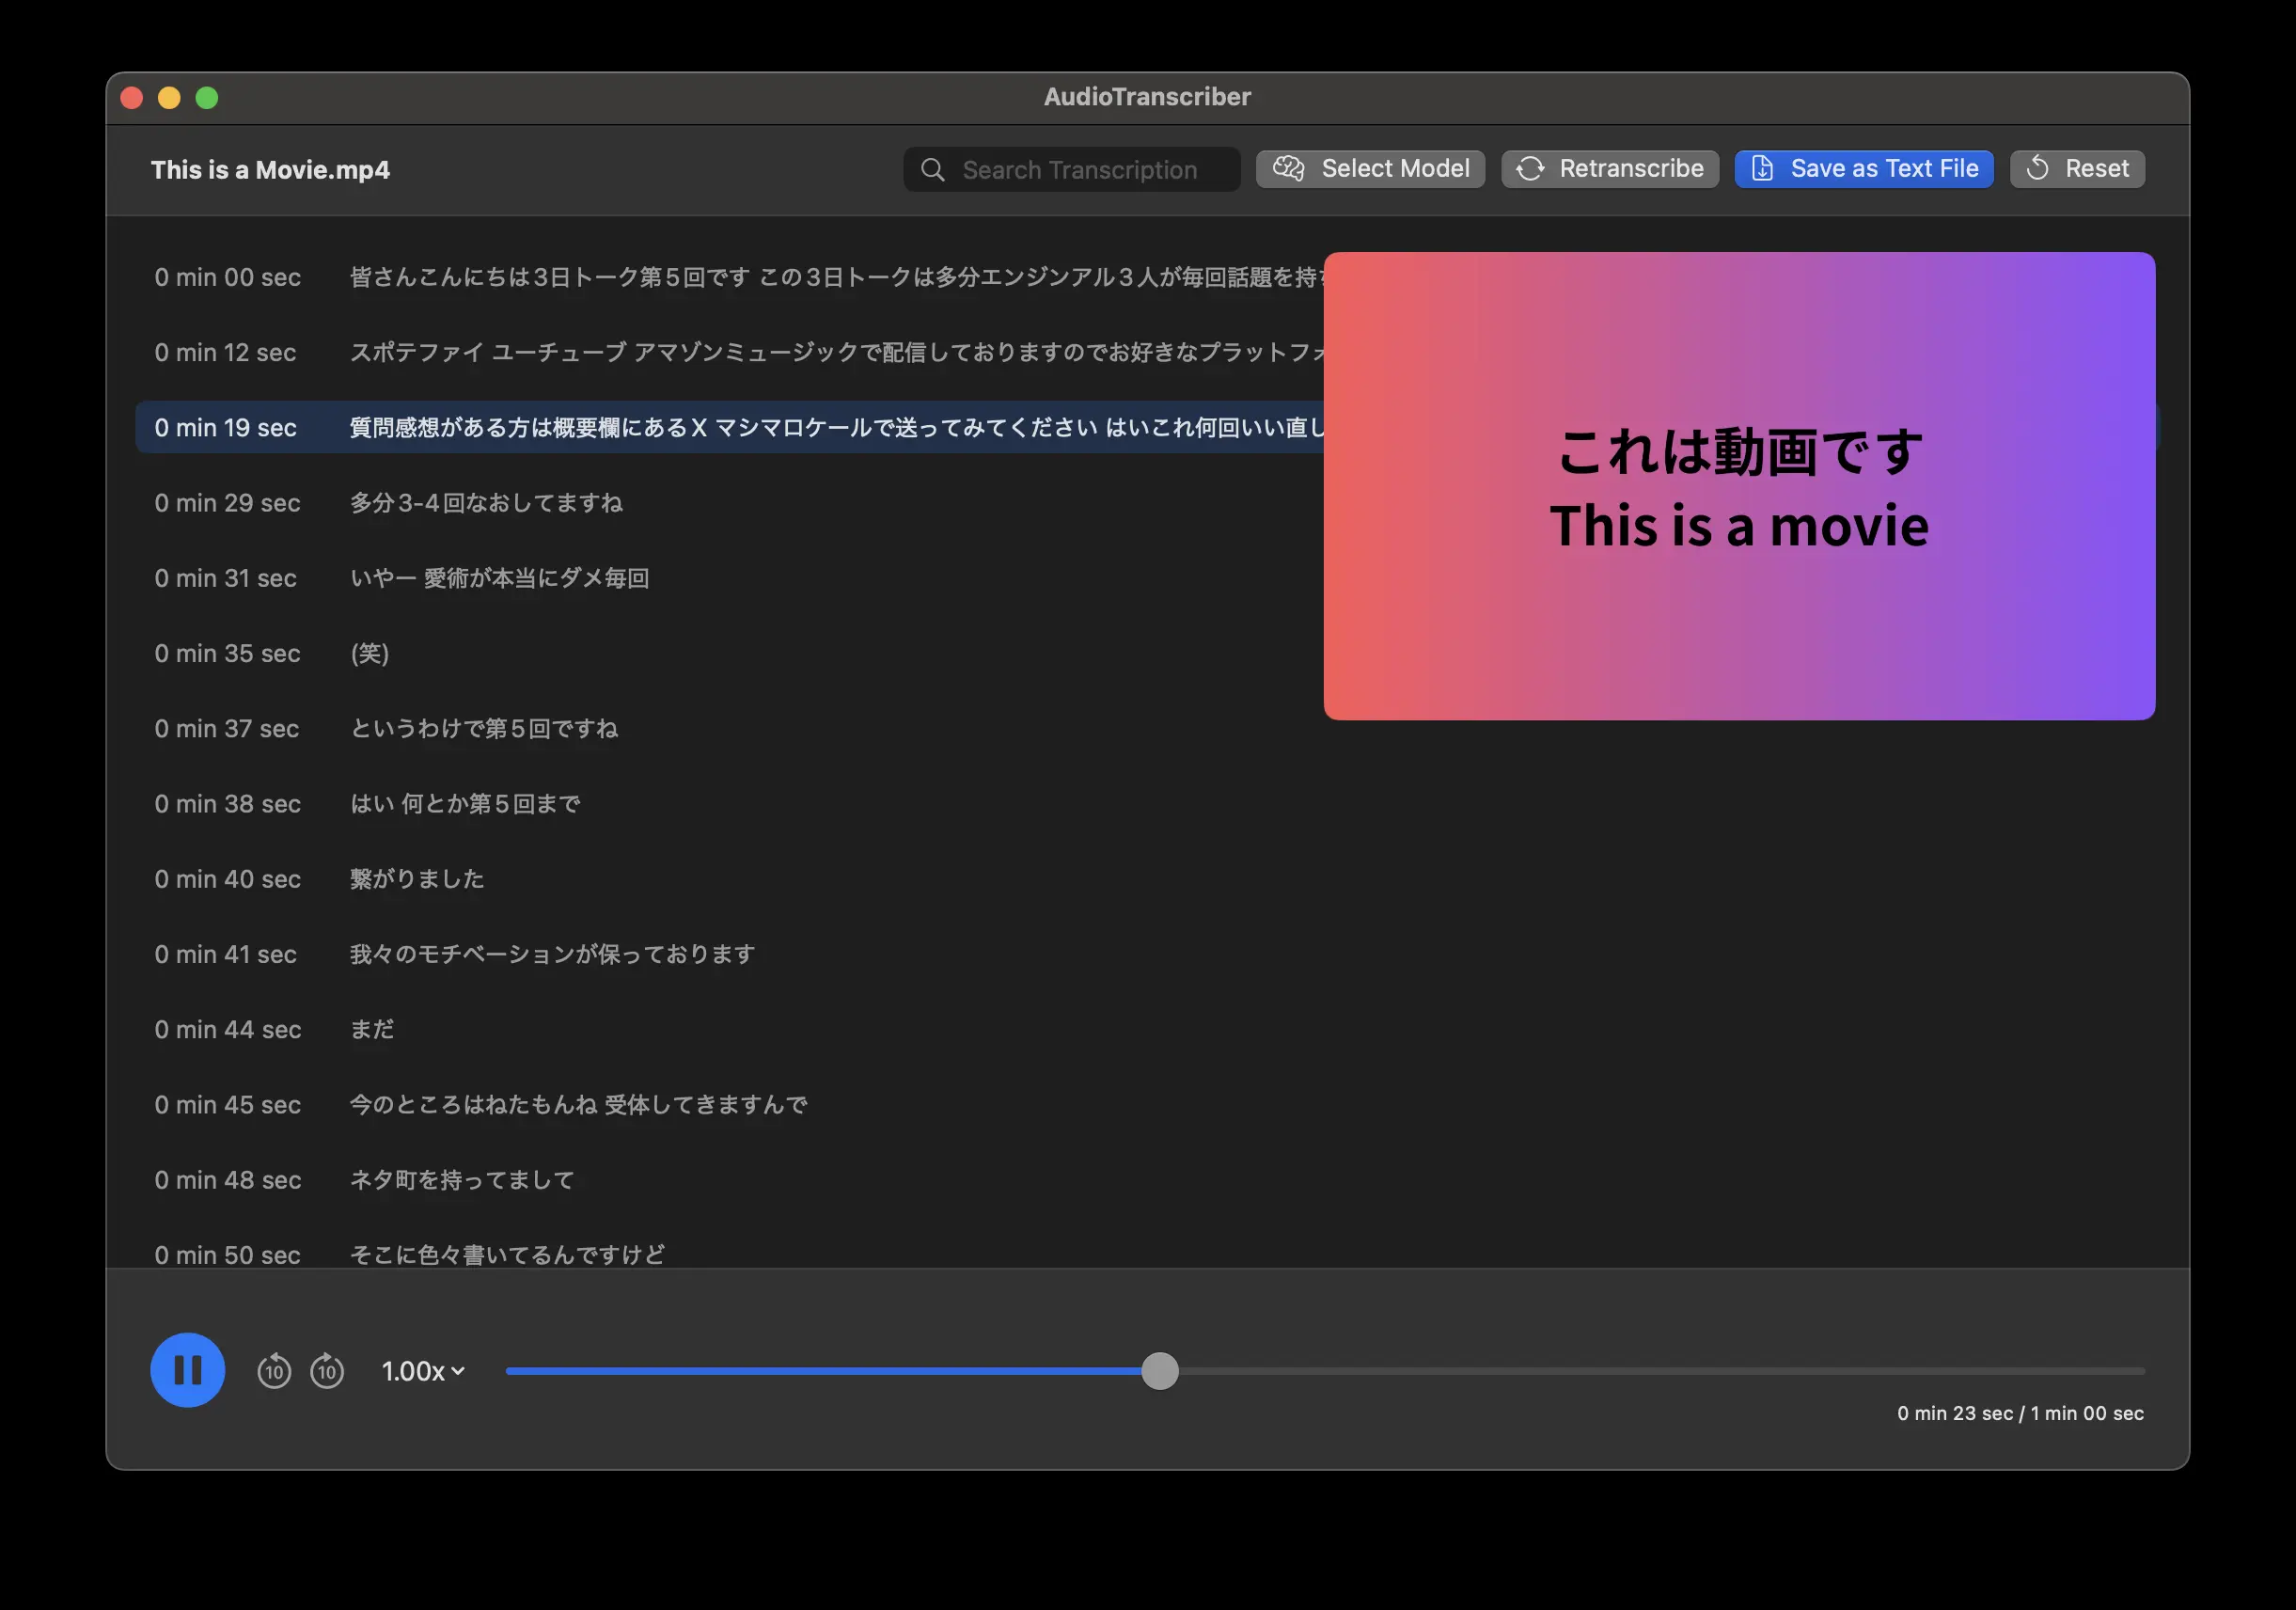 AudioTranscriber
This is a Movie.mp4
Search Transcription
Select Model
Retranscribe
Save as Text File
Reset
0 min 00 sec 皆さんこんにちは3日トーク第5回です この3日トークは多分エンジンアル3人が毎回話題を持
0 min 12 sec スポテファイ ユーチューブ アマゾンミュージックで配信しておりますのでお好きなプラットフォ
0 min 19 sec 質問感想がある方は概要欄にあるX マシマロケールで送ってみてください はいこれ何回いい直し
0 min 29 sec 多分3-4回なおしてますね
0 min 31 sec いやー 愛術が本当にダメ毎回
0 min 35 sec (笑)
0 min 37 sec というわけで第5回ですね
0 min 38 sec はい 何とか第5回まで
0 min 40 sec 繋がりました
0 min 41 sec 我々のモチベーションが保っております
0 min 44 sec まだ
0 min 45 sec 今のところはねたもんね 受体してきますんで
0 min 48 sec ネタ町を持ってまして
0 min 50 sec そこに色々書いてるんですけど
これは動画です
This is a movie
10
10
1.00x
0 min 23 sec / 1 min 00 sec